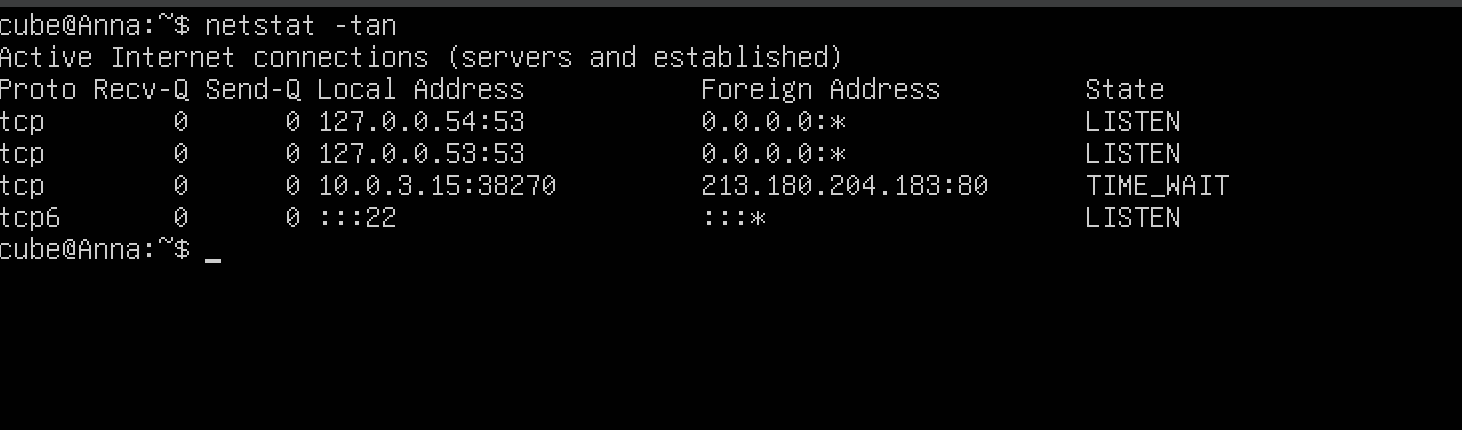 cube@Anna:~$ netstat -tan
Active Internet connections (servers and established)
Proto Recv-Q Send-Q Local Address           Foreign Address         State
tcp        0      0 127.0.0.54:53           0.0.0.0:*               LISTEN
tcp        0      0 127.0.0.53:53           0.0.0.0:*               LISTEN
tcp        0      0 10.0.3.15:38270         213.180.204.183:80      TIME_WAIT
tcp6       0      0 :::22                   :::*                    LISTEN
cube@Anna:~$ _